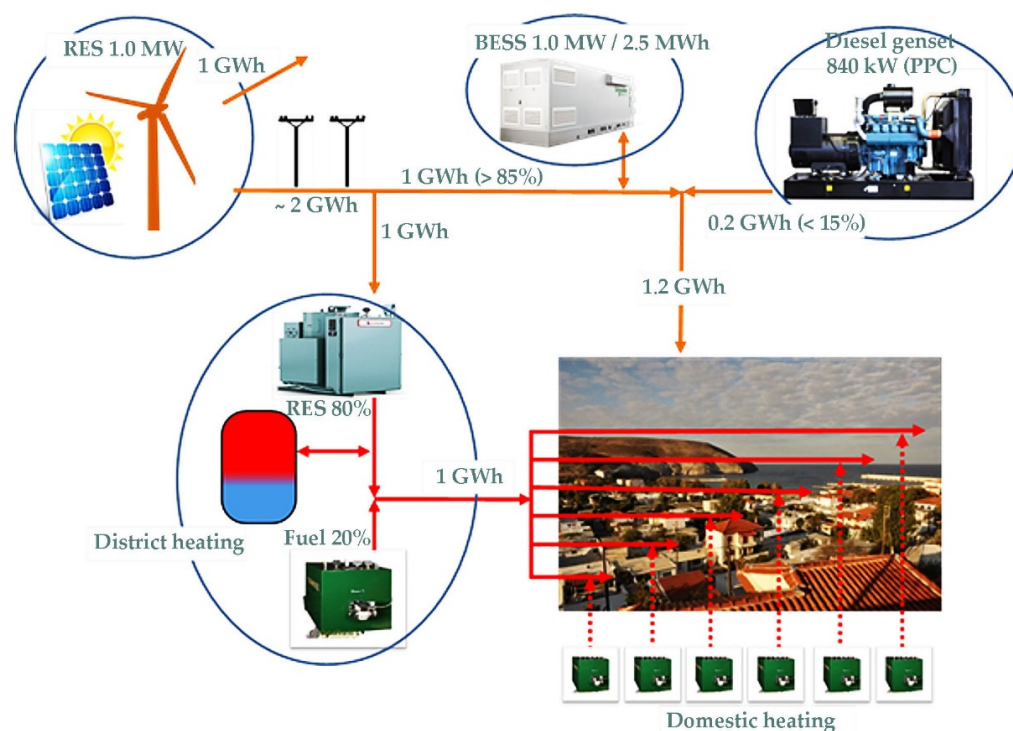 RES 1.0 MW
1 GWh
BESS 1.0 MW / 2.5 MWh
Diesel genset
840 kW (PPC)
~ 2 GWh
1 GWh (> 85%)
0.2 GWh (< 15%)
1 GWh
1.2 GWh
RES 80%
1 GWh
District heating
Fuel 20%
Domestic heating